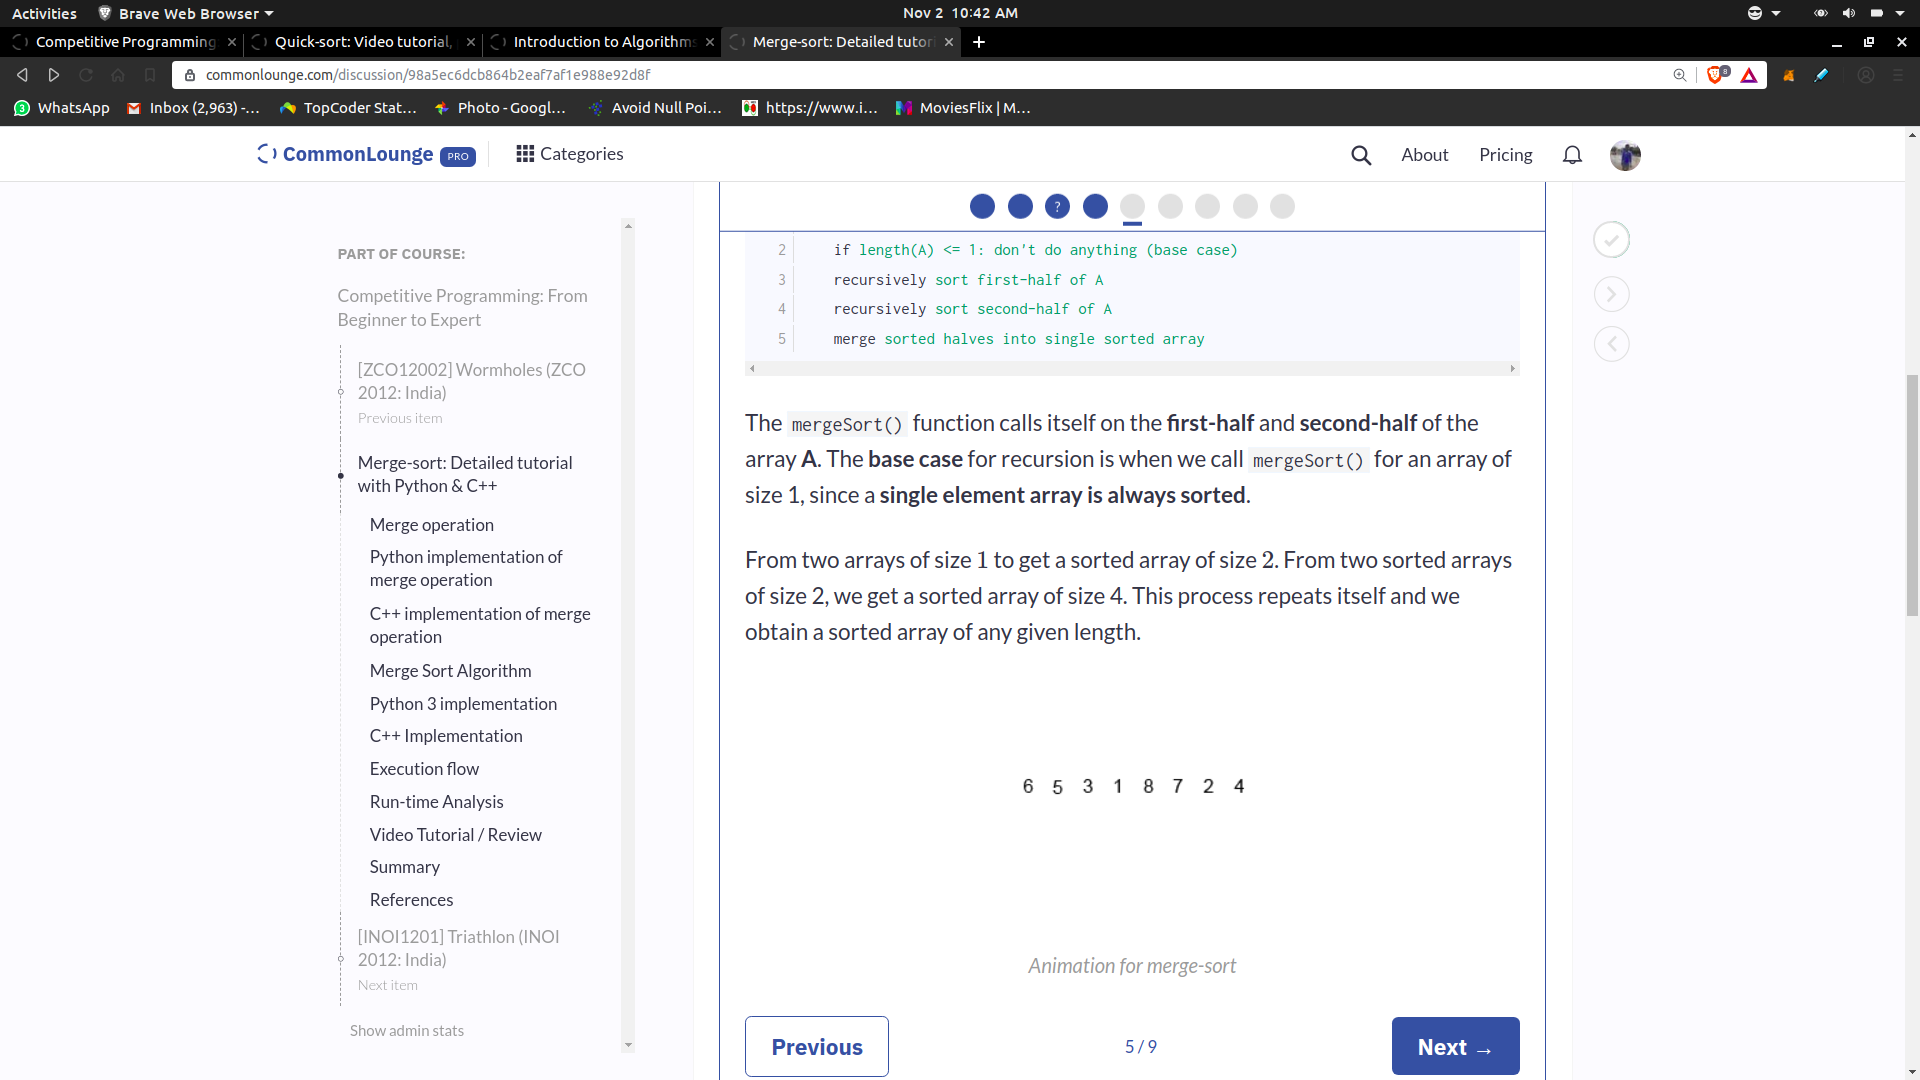 Activities Brave Web Browser Nov 2 10:42 AM
Competitive Programming Quick-sort: Video tutorial, Introduction to Algorithms Merge-sort: Detailed tutori
commonlounge.com/discussion/98a5ec6dcb864b2eaf7af1e988e92d8f 8
3 WhatsApp Inbox (2,963) -... TopCoder Stat... Photo - Googl... Avoid Null Poi... https://www.i... MoviesFlix | M...
CommonLounge PRO Categories About Pricing
?
PART OF COURSE:
Competitive Programming: From
Beginner to Expert
[ZCO12002] Wormholes (ZCO
2012: India)
Previous item
Merge-sort: Detailed tutorial
with Python & C++
Merge operation
Python implementation of
merge operation
C++ implementation of merge
operation
Merge Sort Algorithm
Python 3 implementation
C++ Implementation
Execution flow
Run-time Analysis
Video Tutorial / Review
Summary
References
[INOI1201] Triathlon (INOI
2012: India)
Next item
Show admin stats
2 if length(A) <= 1: don't do anything (base case)
3 recursively sort first-half of A
4 recursively sort second-half of A
5 merge sorted halves into single sorted array
The mergeSort() function calls itself on the first-half and second-half of the
array A. The base case for recursion is when we call mergeSort() for an array of
size 1, since a single element array is always sorted.
From two arrays of size 1 to get a sorted array of size 2. From two sorted arrays
of size 2, we get a sorted array of size 4. This process repeats itself and we
obtain a sorted array of any given length.
6 5 3 1 8 7 2 4
Animation for merge-sort
Previous 5 / 9 Next →